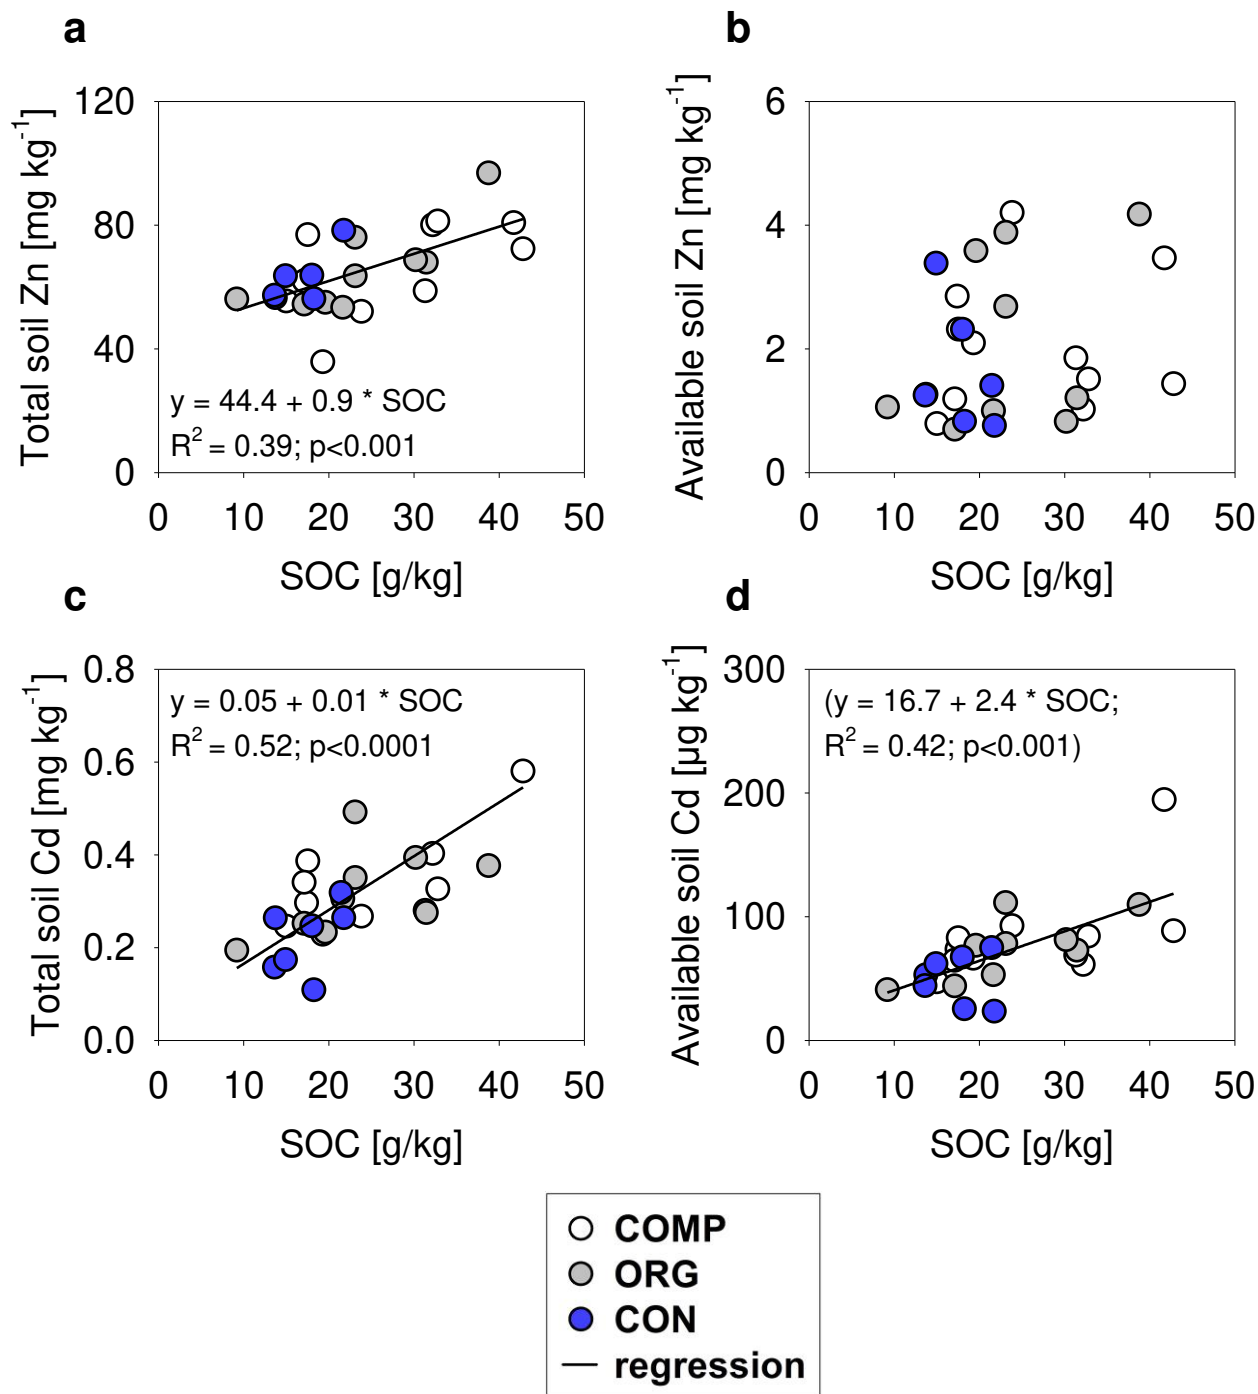 a
120
80
40
0
Total soil Zn [mg kg-1]
y = 44.4 + 0.9 * SOC
R2 = 0.39; p<0.001
0 10 20 30 40 50
SOC [g/kg]
b
6
4
2
0
Available soil Zn [mg kg-1]
0 10 20 30 40 50
SOC [g/kg]
c
0.8
0.6
0.4
0.2
0.0
Total soil Cd [mg kg-1]
y = 0.05 + 0.01 * SOC
R2 = 0.52; p<0.0001
0 10 20 30 40 50
SOC [g/kg]
d
300
200
100
0
Available soil Cd [µg kg-1]
(y = 16.7 + 2.4 * SOC;
R2 = 0.42; p<0.001)
0 10 20 30 40 50
SOC [g/kg]
COMP
ORG
CON
regression